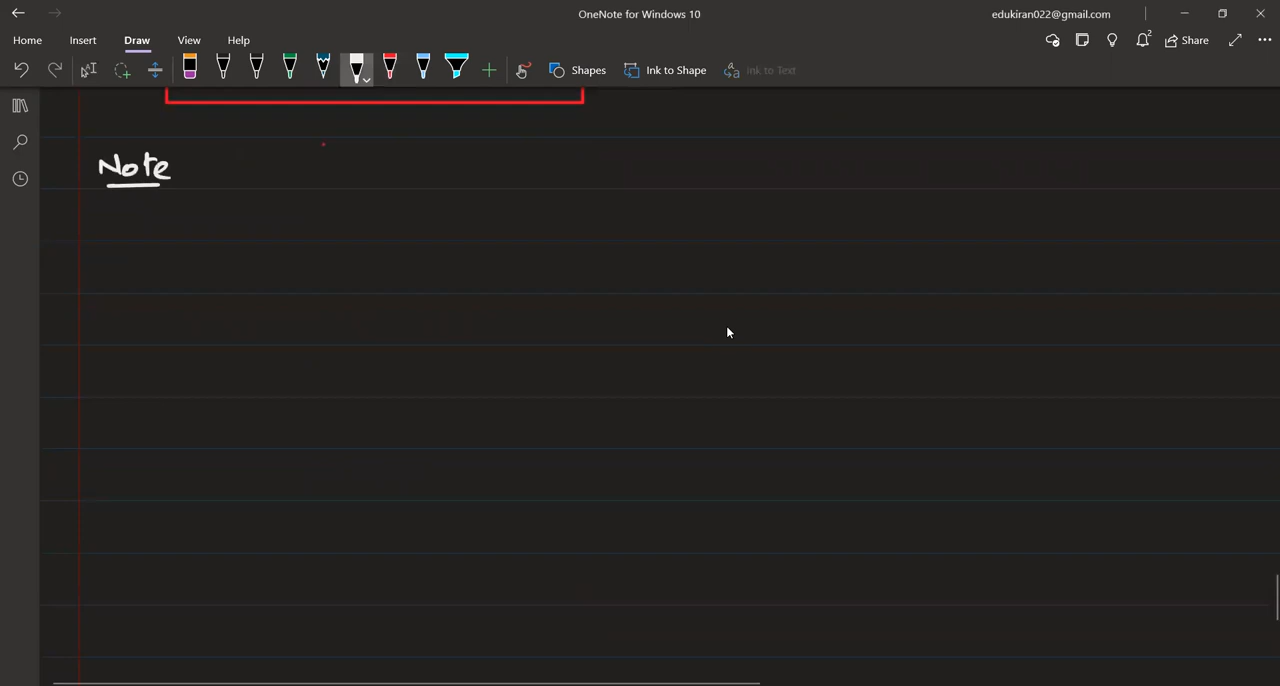 OneNote for Windows 10
edukiran022@gmail.com
Home Insert Draw View Help
2
Share
Shapes Ink to Shape Ink to Text
Note